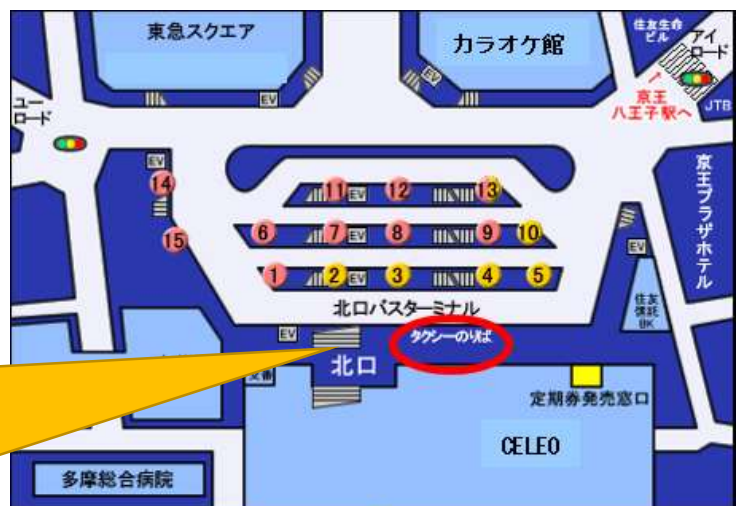 東急スクエア
カラオケ館
住友生命
ビル
アイ
ロード
京王
八王子駅へ
JTB
ユー
ロード
EV
EV
EV
14
11
EV
12
13
15
6
7
EV
8
9
10
EV
1
2
EV
3
4
5
京王プラザホテル
北口バスターミナル
住友
信託
BK
EV
タクシーのりば
北口
交番
定期券発売窓口
CELEO
多摩総合病院